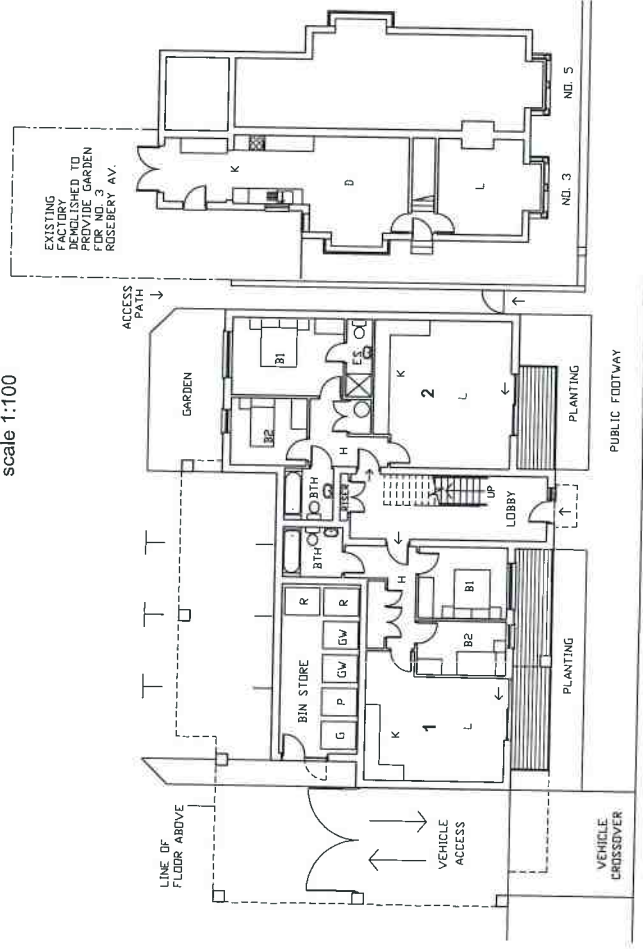 scale 1:100
EXISTING
FACTORY
DEMOLISHED TO
PROVIDE GARDEN
FOR NO. 3
ROSEBERY AV.
K
D
L
NO. 3
NO. 5
ACCESS
PATH
GARDEN
B1
B2
ES
K
2
L
H
BTH
RISER
UP
LOBBY
PLANTING
PUBLIC FOOTWAY
BTH
H
B1
B2
BIN STORE
R
R
GW
GW
P
G
K
1
L
PLANTING
LINE OF
FLOOR ABOVE
VEHICLE
ACCESS
VEHICLE
CROSSOVER